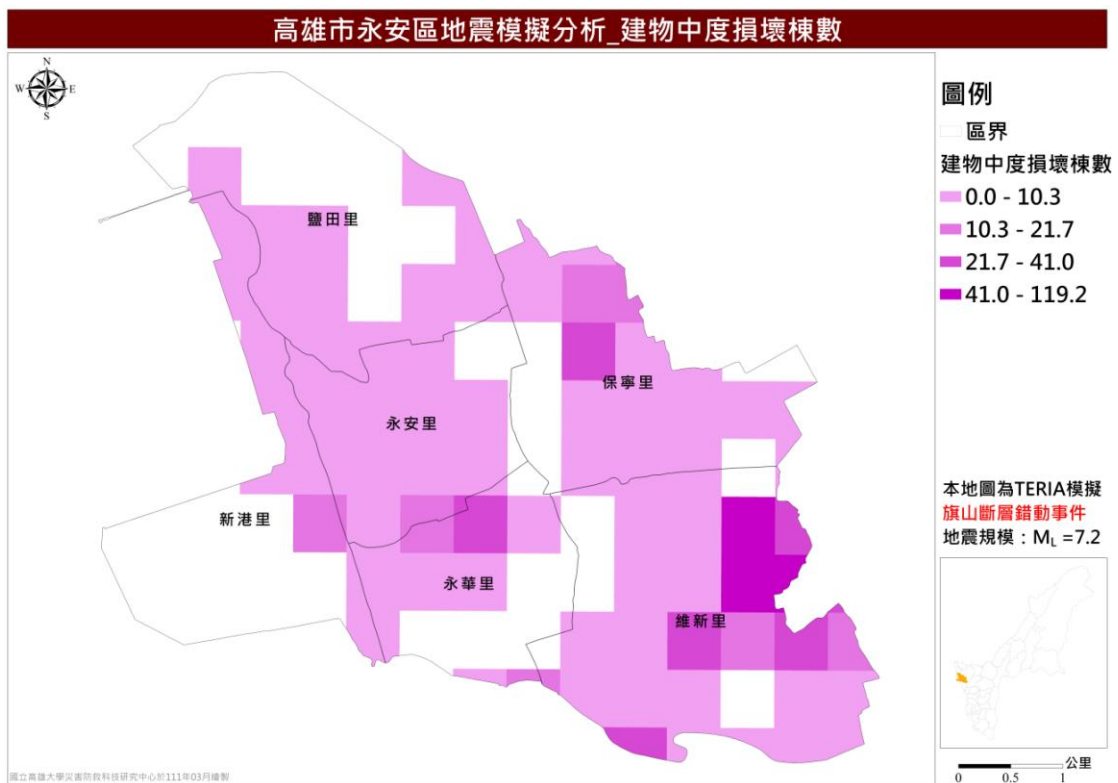 高雄市永安區地震模擬分析_建物中度損壞棟數
N
W
E
S
圖例
區界
建物中度損壞棟數
0.0 - 10.3
10.3 - 21.7
21.7 - 41.0
41.0 - 119.2
鹽田里
保寧里
永安里
新港里
永華里
維新里
本地圖為TERIA模擬
旗山斷層錯動事件
地震規模：ML =7.2
公里
0 0.5 1
國立高雄大學災害防救科技研究中心於111年03月繪製